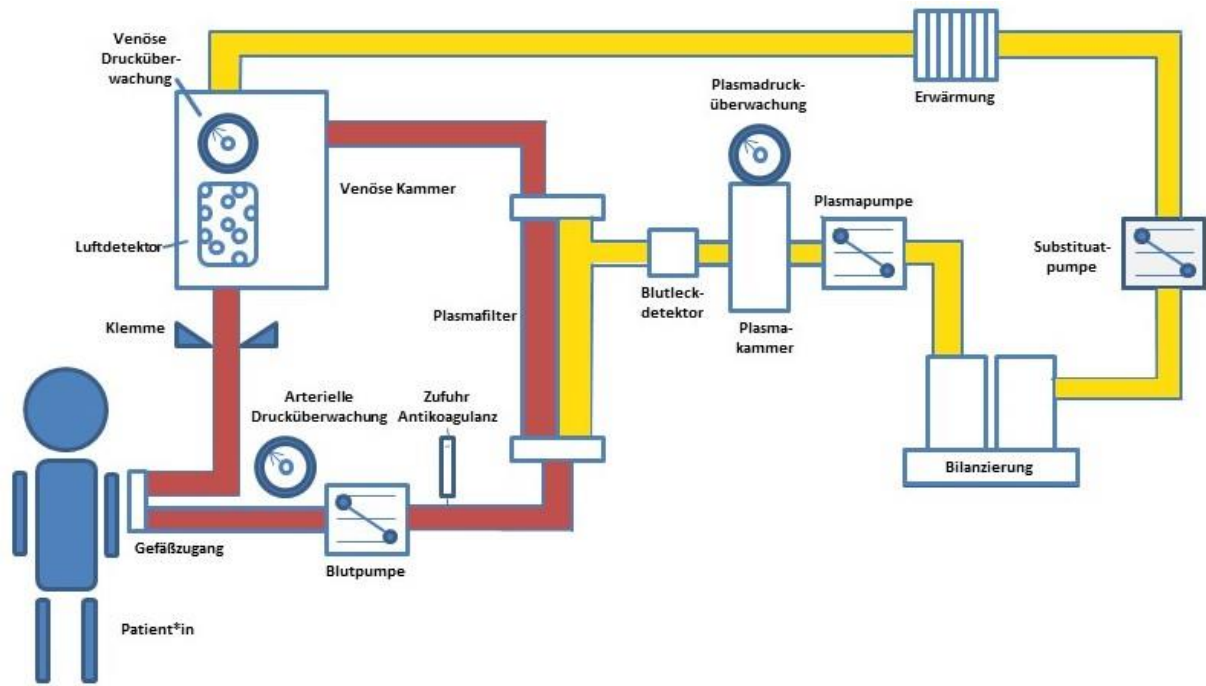 Venöse
Drucküber-
wachung
Erwärmung
Plasmadruck-
überwachung
Venöse Kammer
Plasmapumpe
Luftdetektor
Substituat-
pumpe
Blutleck-
detektor
Plasmafilter
Klemme
Plasma-
kammer
Arterielle
Drucküberwachung
Zufuhr
Antikoagulanz
Bilanzierung
Gefäßzugang
Blutpumpe
Patient*in